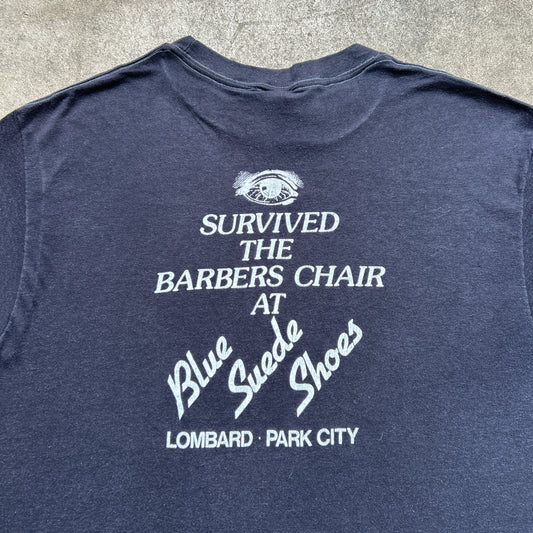 SURVIVED
THE
BARBERS CHAIR
AT
Blue Suede Shoes
LOMBARD · PARK CITY